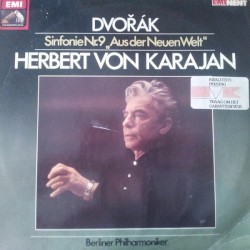 EMI
DVOŘÁK
Sinfonie Nr.9 „Aus der Neuen Welt“
HERBERT VON KARAJAN
Berliner Philharmoniker